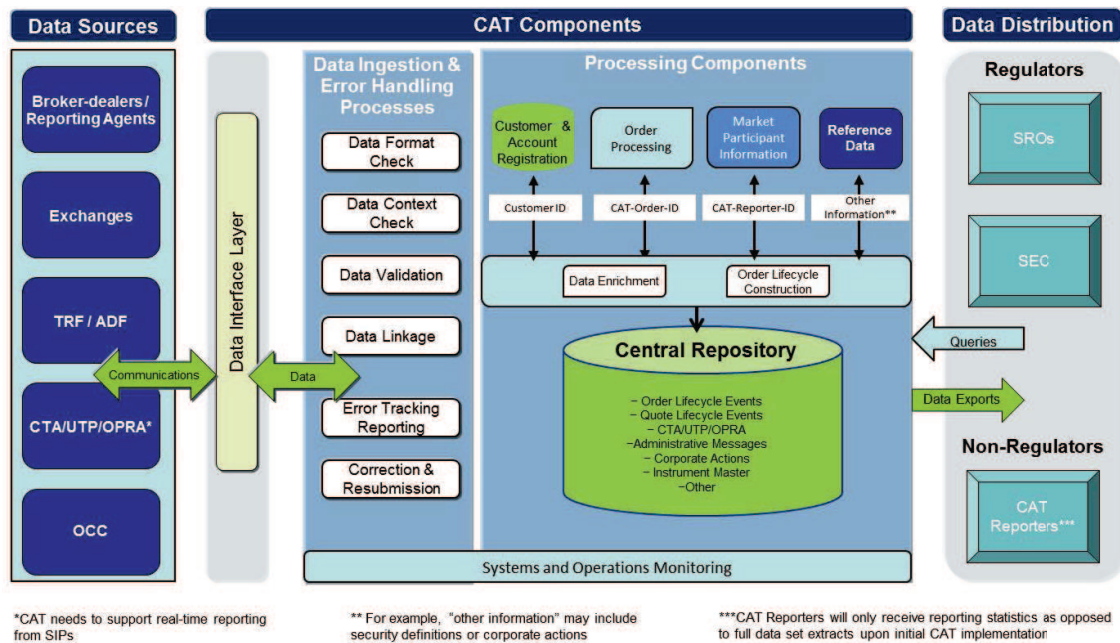 Data Sources
CAT Components
Data Distribution
Broker-dealers /
Reporting Agents
Exchanges
TRF / ADF
CTA/UTP/OPRA*
OCC
Communications
Data Interface Layer
Data
Data Ingestion &
Error Handling
Processes
Data Format
Check
Data Context
Check
Data Validation
Data Linkage
Error Tracking
Reporting
Correction &
Resubmission
Processing Components
Customer &
Account
Registration
Order
Processing
Market
Participant
Information
Reference
Data
Customer ID
CAT-Order-ID
CAT-Reporter-ID
Other
Information**
Data Enrichment
Order Lifecycle
Construction
Central Repository
– Order Lifecycle Events
– Quote Lifecycle Events
– CTA/UTP/OPRA
–Administrative Messages
– Corporate Actions
– Instrument Master
–Other
Systems and Operations Monitoring
Regulators
SROs
SEC
Queries
Data Exports
Non-Regulators
CAT
Reporters***
*CAT needs to support real-time reporting
from SIPs
** For example, "other information" may include
security definitions or corporate actions
***CAT Reporters will only receive reporting statistics as opposed
to full data set extracts upon initial CAT implementation